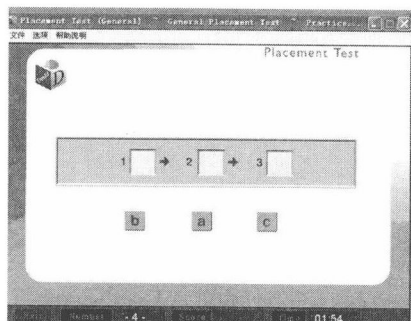 Placement Test (General) General Placement Test Practice...
文件 选项 帮助说明
Placement Test
1 2 3
b a c
Number - 4 - Score Time 01:54